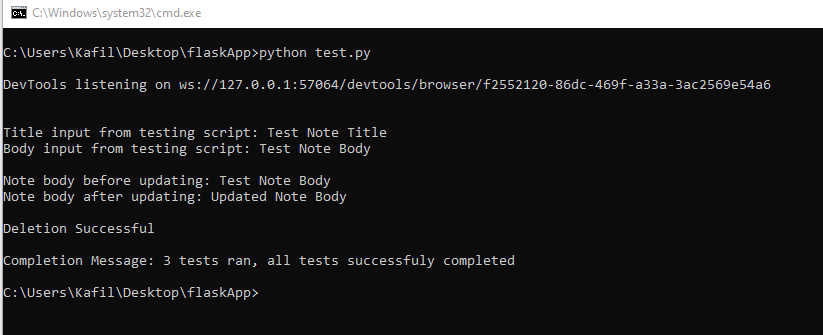 C:\Windows\system32\cmd.exe
C:\Users\Kafil\Desktop\flaskApp>python test.py
DevTools listening on ws://127.0.0.1:57064/devtools/browser/f2552120-86dc-469f-a33a-3ac2569e54a6
Title input from testing script: Test Note Title
Body input from testing script: Test Note Body
Note body before updating: Test Note Body
Note body after updating: Updated Note Body
Deletion Successful
Completion Message: 3 tests ran, all tests successfuly completed
C:\Users\Kafil\Desktop\flaskApp>